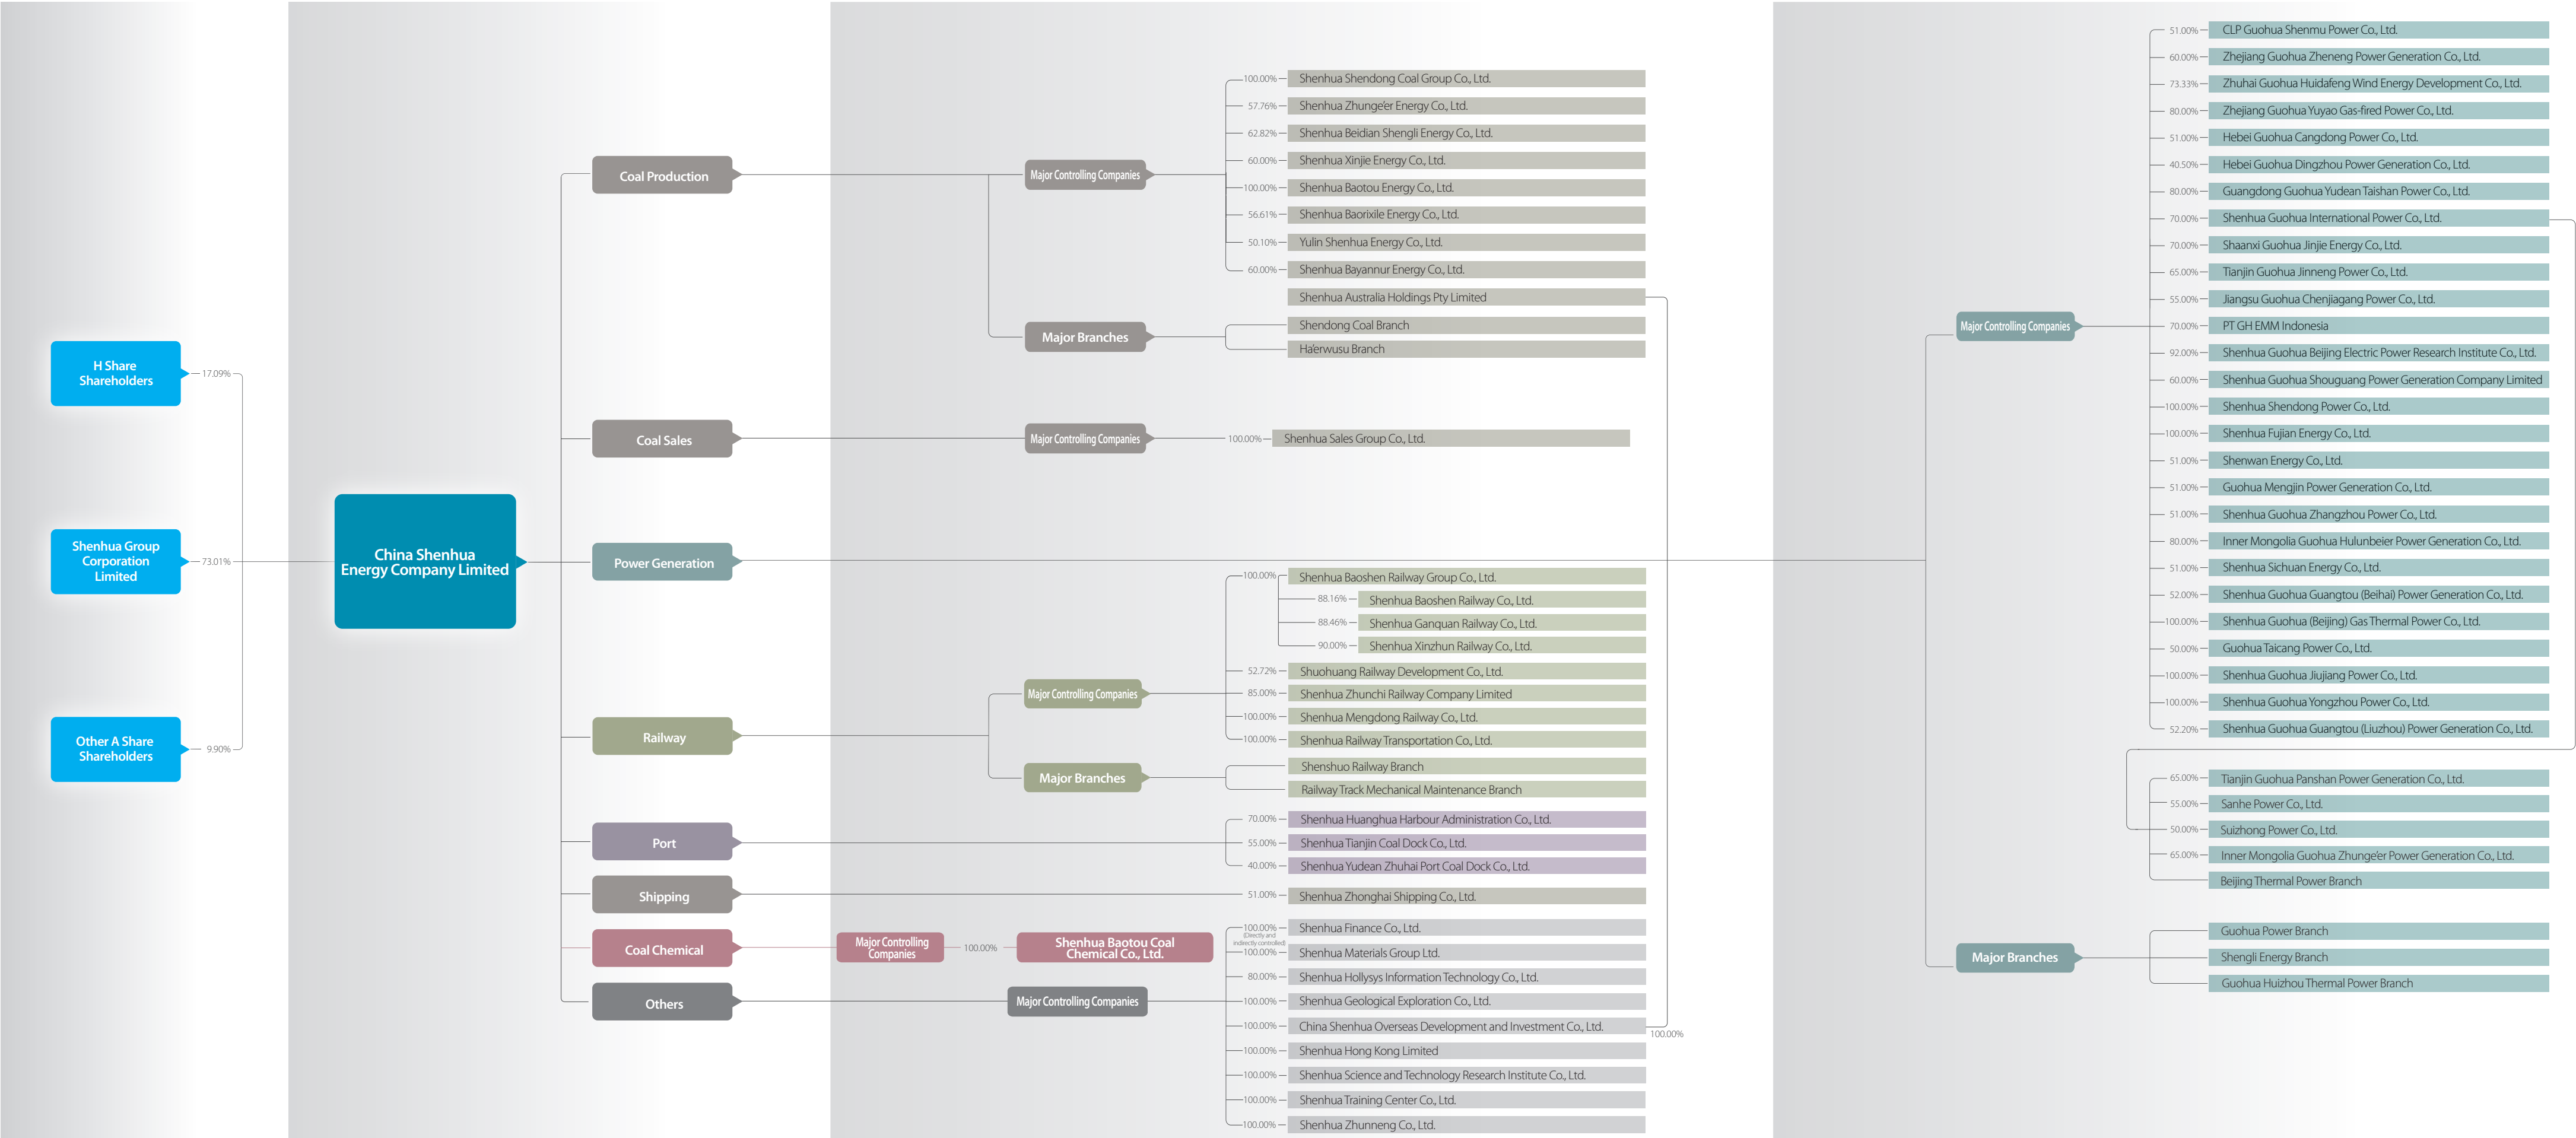 H Share
Shareholders
17.09%
Shenhua Group
Corporation
Limited
73.01%
Other A Share
Shareholders
9.90%
China Shenhua
Energy Company Limited
Coal Production
Major Controlling Companies
100.00%
Shenhua Shendong Coal Group Co., Ltd.
57.76%
Shenhua Zhunge'er Energy Co., Ltd.
62.82%
Shenhua Beidian Shengli Energy Co., Ltd.
60.00%
Shenhua Xinjie Energy Co., Ltd.
100.00%
Shenhua Baotou Energy Co., Ltd.
56.61%
Shenhua Baorixile Energy Co., Ltd.
50.10%
Yulin Shenhua Energy Co., Ltd.
60.00%
Shenhua Bayannur Energy Co., Ltd.
Shenhua Australia Holdings Pty Limited
Major Branches
Shendong Coal Branch
Ha'erwusu Branch
Coal Sales
Major Controlling Companies
100.00%
Shenhua Sales Group Co., Ltd.
Power Generation
Railway
Major Controlling Companies
100.00%
Shenhua Baoshen Railway Group Co., Ltd.
88.16%
Shenhua Baoshen Railway Co., Ltd.
88.46%
Shenhua Ganquan Railway Co., Ltd.
90.00%
Shenhua Xinzhun Railway Co., Ltd.
52.72%
Shuohuang Railway Development Co., Ltd.
85.00%
Shenhua Zhunchi Railway Company Limited
100.00%
Shenhua Mengdong Railway Co., Ltd.
100.00%
Shenhua Railway Transportation Co., Ltd.
Major Branches
Shenshuo Railway Branch
Railway Track Mechanical Maintenance Branch
Port
70.00%
Shenhua Huanghua Harbour Administration Co., Ltd.
55.00%
Shenhua Tianjin Coal Dock Co., Ltd.
40.00%
Shenhua Yudean Zhuhai Port Coal Dock Co., Ltd.
Shipping
51.00%
Shenhua Zhonghai Shipping Co., Ltd.
Coal Chemical
Major Controlling
Companies
100.00%
Shenhua Baotou Coal
Chemical Co., Ltd.
Others
Major Controlling Companies
100.00%
(Directly and
indirectly controlled)
Shenhua Finance Co., Ltd.
100.00%
Shenhua Materials Group Ltd.
80.00%
Shenhua Hollysys Information Technology Co., Ltd.
100.00%
Shenhua Geological Exploration Co., Ltd.
100.00%
China Shenhua Overseas Development and Investment Co., Ltd.
100.00%
100.00%
Shenhua Hong Kong Limited
100.00%
Shenhua Science and Technology Research Institute Co., Ltd.
100.00%
Shenhua Training Center Co., Ltd.
100.00%
Shenhua Zhunneng Co., Ltd.
Major Controlling Companies
51.00%
CLP Guohua Shenmu Power Co., Ltd.
60.00%
Zhejiang Guohua Zheneng Power Generation Co., Ltd.
73.33%
Zhuhai Guohua Huidafeng Wind Energy Development Co., Ltd.
80.00%
Zhejiang Guohua Yuyao Gas-fired Power Co., Ltd.
51.00%
Hebei Guohua Cangdong Power Co., Ltd.
40.50%
Hebei Guohua Dingzhou Power Generation Co., Ltd.
80.00%
Guangdong Guohua Yudean Taishan Power Co., Ltd.
70.00%
Shenhua Guohua International Power Co., Ltd.
70.00%
Shaanxi Guohua Jinjie Energy Co., Ltd.
65.00%
Tianjin Guohua Jinneng Power Co., Ltd.
55.00%
Jiangsu Guohua Chenjiagang Power Co., Ltd.
70.00%
PT GH EMM Indonesia
92.00%
Shenhua Guohua Beijing Electric Power Research Institute Co., Ltd.
60.00%
Shenhua Guohua Shouguang Power Generation Company Limited
100.00%
Shenhua Shendong Power Co., Ltd.
100.00%
Shenhua Fujian Energy Co., Ltd.
51.00%
Shenwan Energy Co., Ltd.
51.00%
Guohua Mengjin Power Generation Co., Ltd.
51.00%
Shenhua Guohua Zhangzhou Power Co., Ltd.
80.00%
Inner Mongolia Guohua Hulunbeier Power Generation Co., Ltd.
51.00%
Shenhua Sichuan Energy Co., Ltd.
52.00%
Shenhua Guohua Guangtou (Beihai) Power Generation Co., Ltd.
100.00%
Shenhua Guohua (Beijing) Gas Thermal Power Co., Ltd.
50.00%
Guohua Taicang Power Co., Ltd.
100.00%
Shenhua Guohua Jiujiang Power Co., Ltd.
100.00%
Shenhua Guohua Yongzhou Power Co., Ltd.
52.20%
Shenhua Guohua Guangtou (Liuzhou) Power Generation Co., Ltd.
65.00%
Tianjin Guohua Panshan Power Generation Co., Ltd.
55.00%
Sanhe Power Co., Ltd.
50.00%
Suizhong Power Co., Ltd.
65.00%
Inner Mongolia Guohua Zhunge'er Power Generation Co., Ltd.
Beijing Thermal Power Branch
Major Branches
Guohua Power Branch
Shengli Energy Branch
Guohua Huizhou Thermal Power Branch